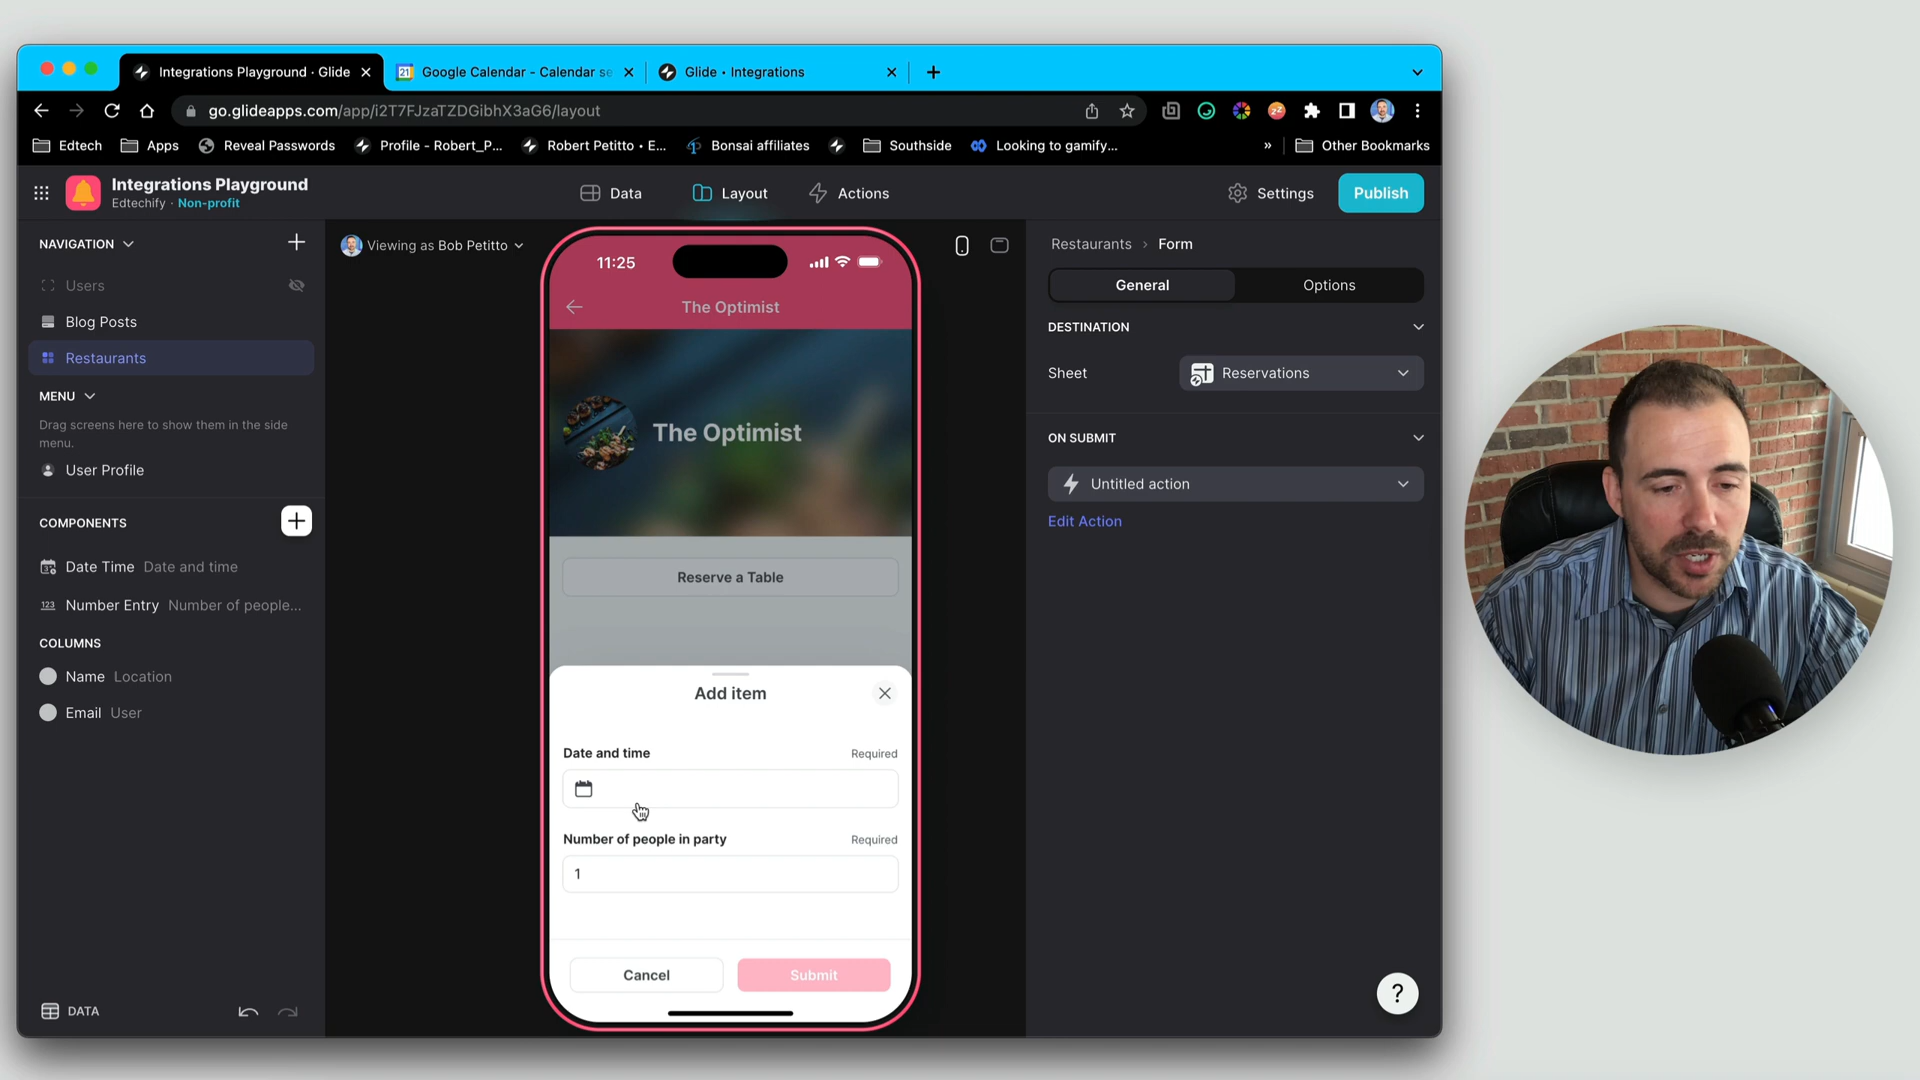 Integrations Playground · Glide
21
Google Calendar - Calendar se
Glide • Integrations
go.glideapps.com/app/i2T7FJzaTZDGibhX3aG6/layout
Edtech
Apps
Reveal Passwords
Profile - Robert_P...
Robert Petitto • E...
Bonsai affiliates
Southside
Looking to gamify...
»
Other Bookmarks
Integrations Playground
Edtechify · Non-profit
Data
Layout
Actions
Settings
Publish
NAVIGATION
Users
Blog Posts
Restaurants
MENU
Drag screens here to show them in the side
menu.
User Profile
COMPONENTS
Date Time Date and time
123 Number Entry Number of people...
COLUMNS
Name Location
Email User
DATA
Viewing as Bob Petitto
11:25
The Optimist
The Optimist
Reserve a Table
Add item
Date and time Required
Number of people in party Required
1
Cancel
Submit
Restaurants › Form
General
Options
DESTINATION
Sheet
Reservations
ON SUBMIT
Untitled action
Edit Action
?